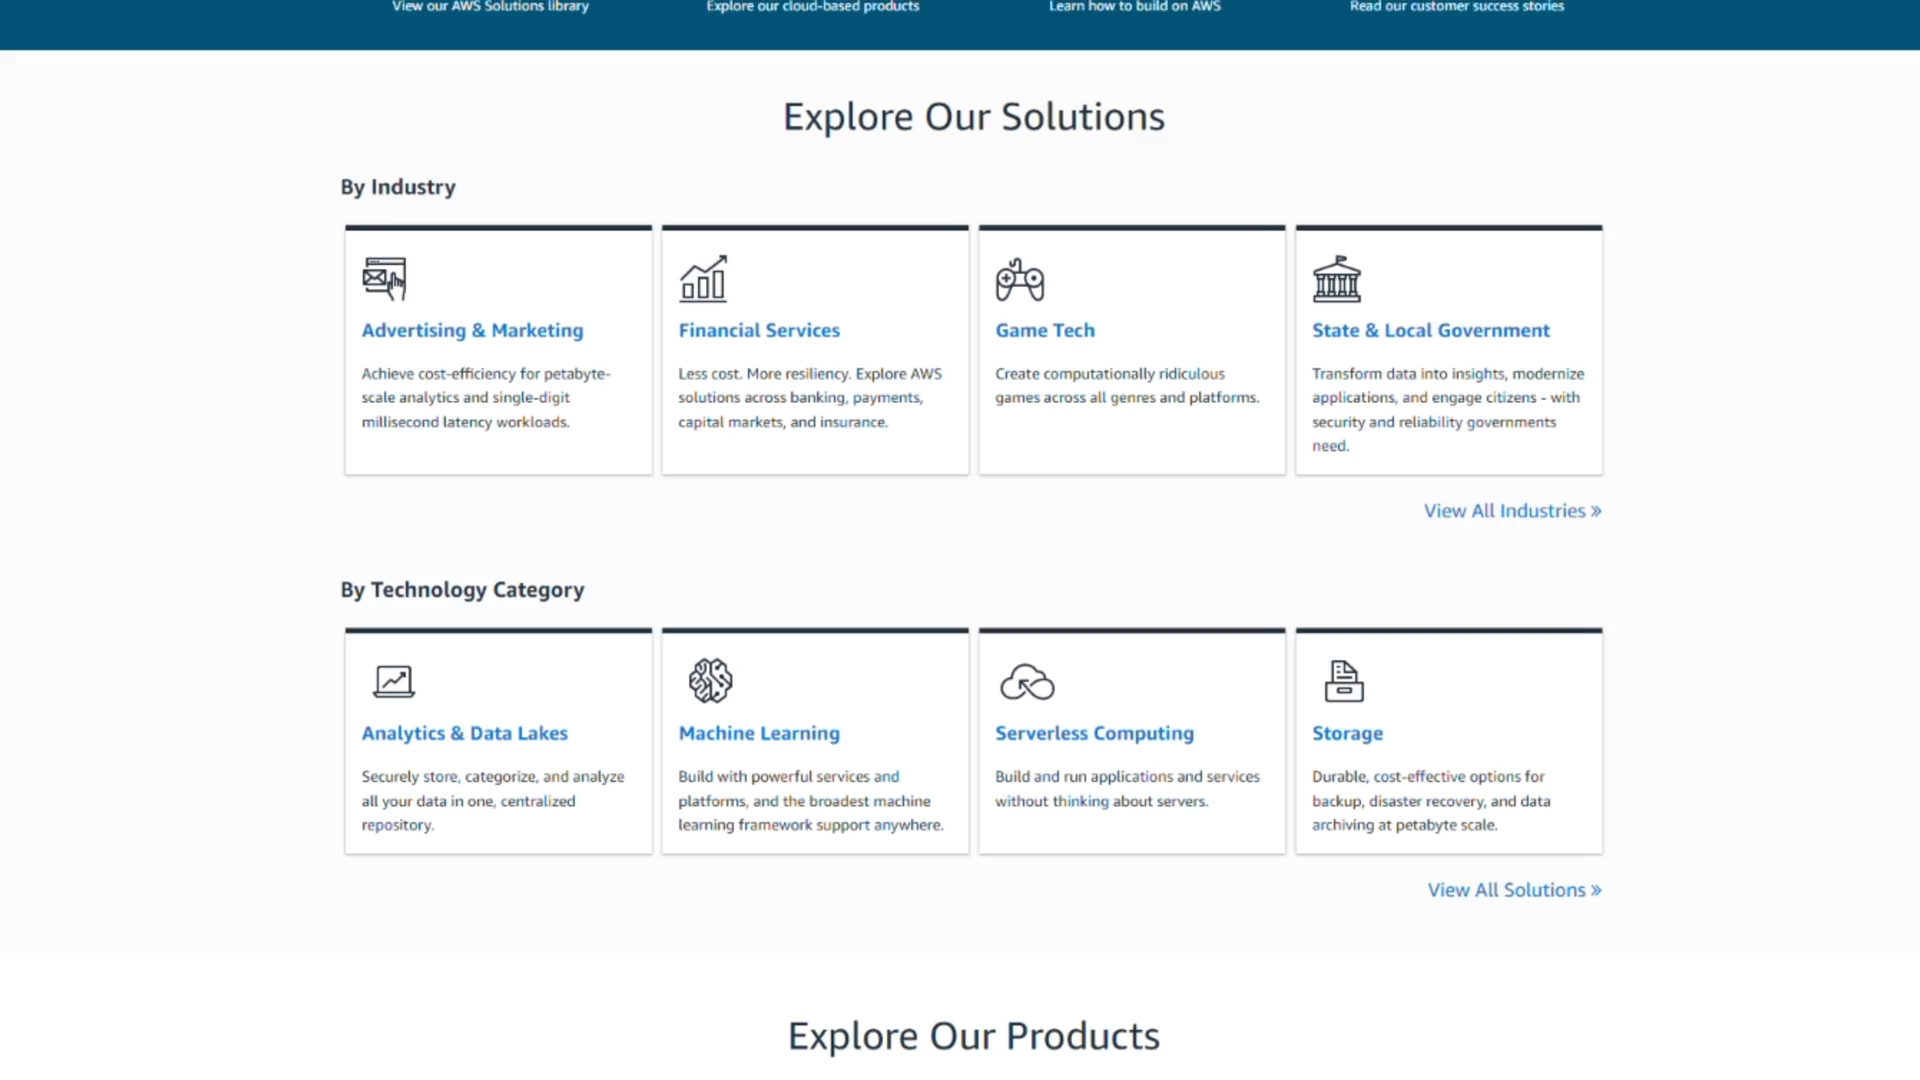 View our AWS Solutions library
Explore our cloud-based products
Learn how to build on AWS
Read our customer success stories
Explore Our Solutions
By Industry
Advertising & Marketing
Achieve cost-efficiency for petabyte-
scale analytics and single-digit
millisecond latency workloads.
Financial Services
Less cost. More resiliency. Explore AWS
solutions across banking, payments,
capital markets, and insurance.
Game Tech
Create computationally ridiculous
games across all genres and platforms.
State & Local Government
Transform data into insights, modernize
applications, and engage citizens - with
security and reliability governments
need.
View All Industries »
By Technology Category
Analytics & Data Lakes
Securely store, categorize, and analyze
all your data in one, centralized
repository.
Machine Learning
Build with powerful services and
platforms, and the broadest machine
learning framework support anywhere.
Serverless Computing
Build and run applications and services
without thinking about servers.
Storage
Durable, cost-effective options for
backup, disaster recovery, and data
archiving at petabyte scale.
View All Solutions »
Explore Our Products